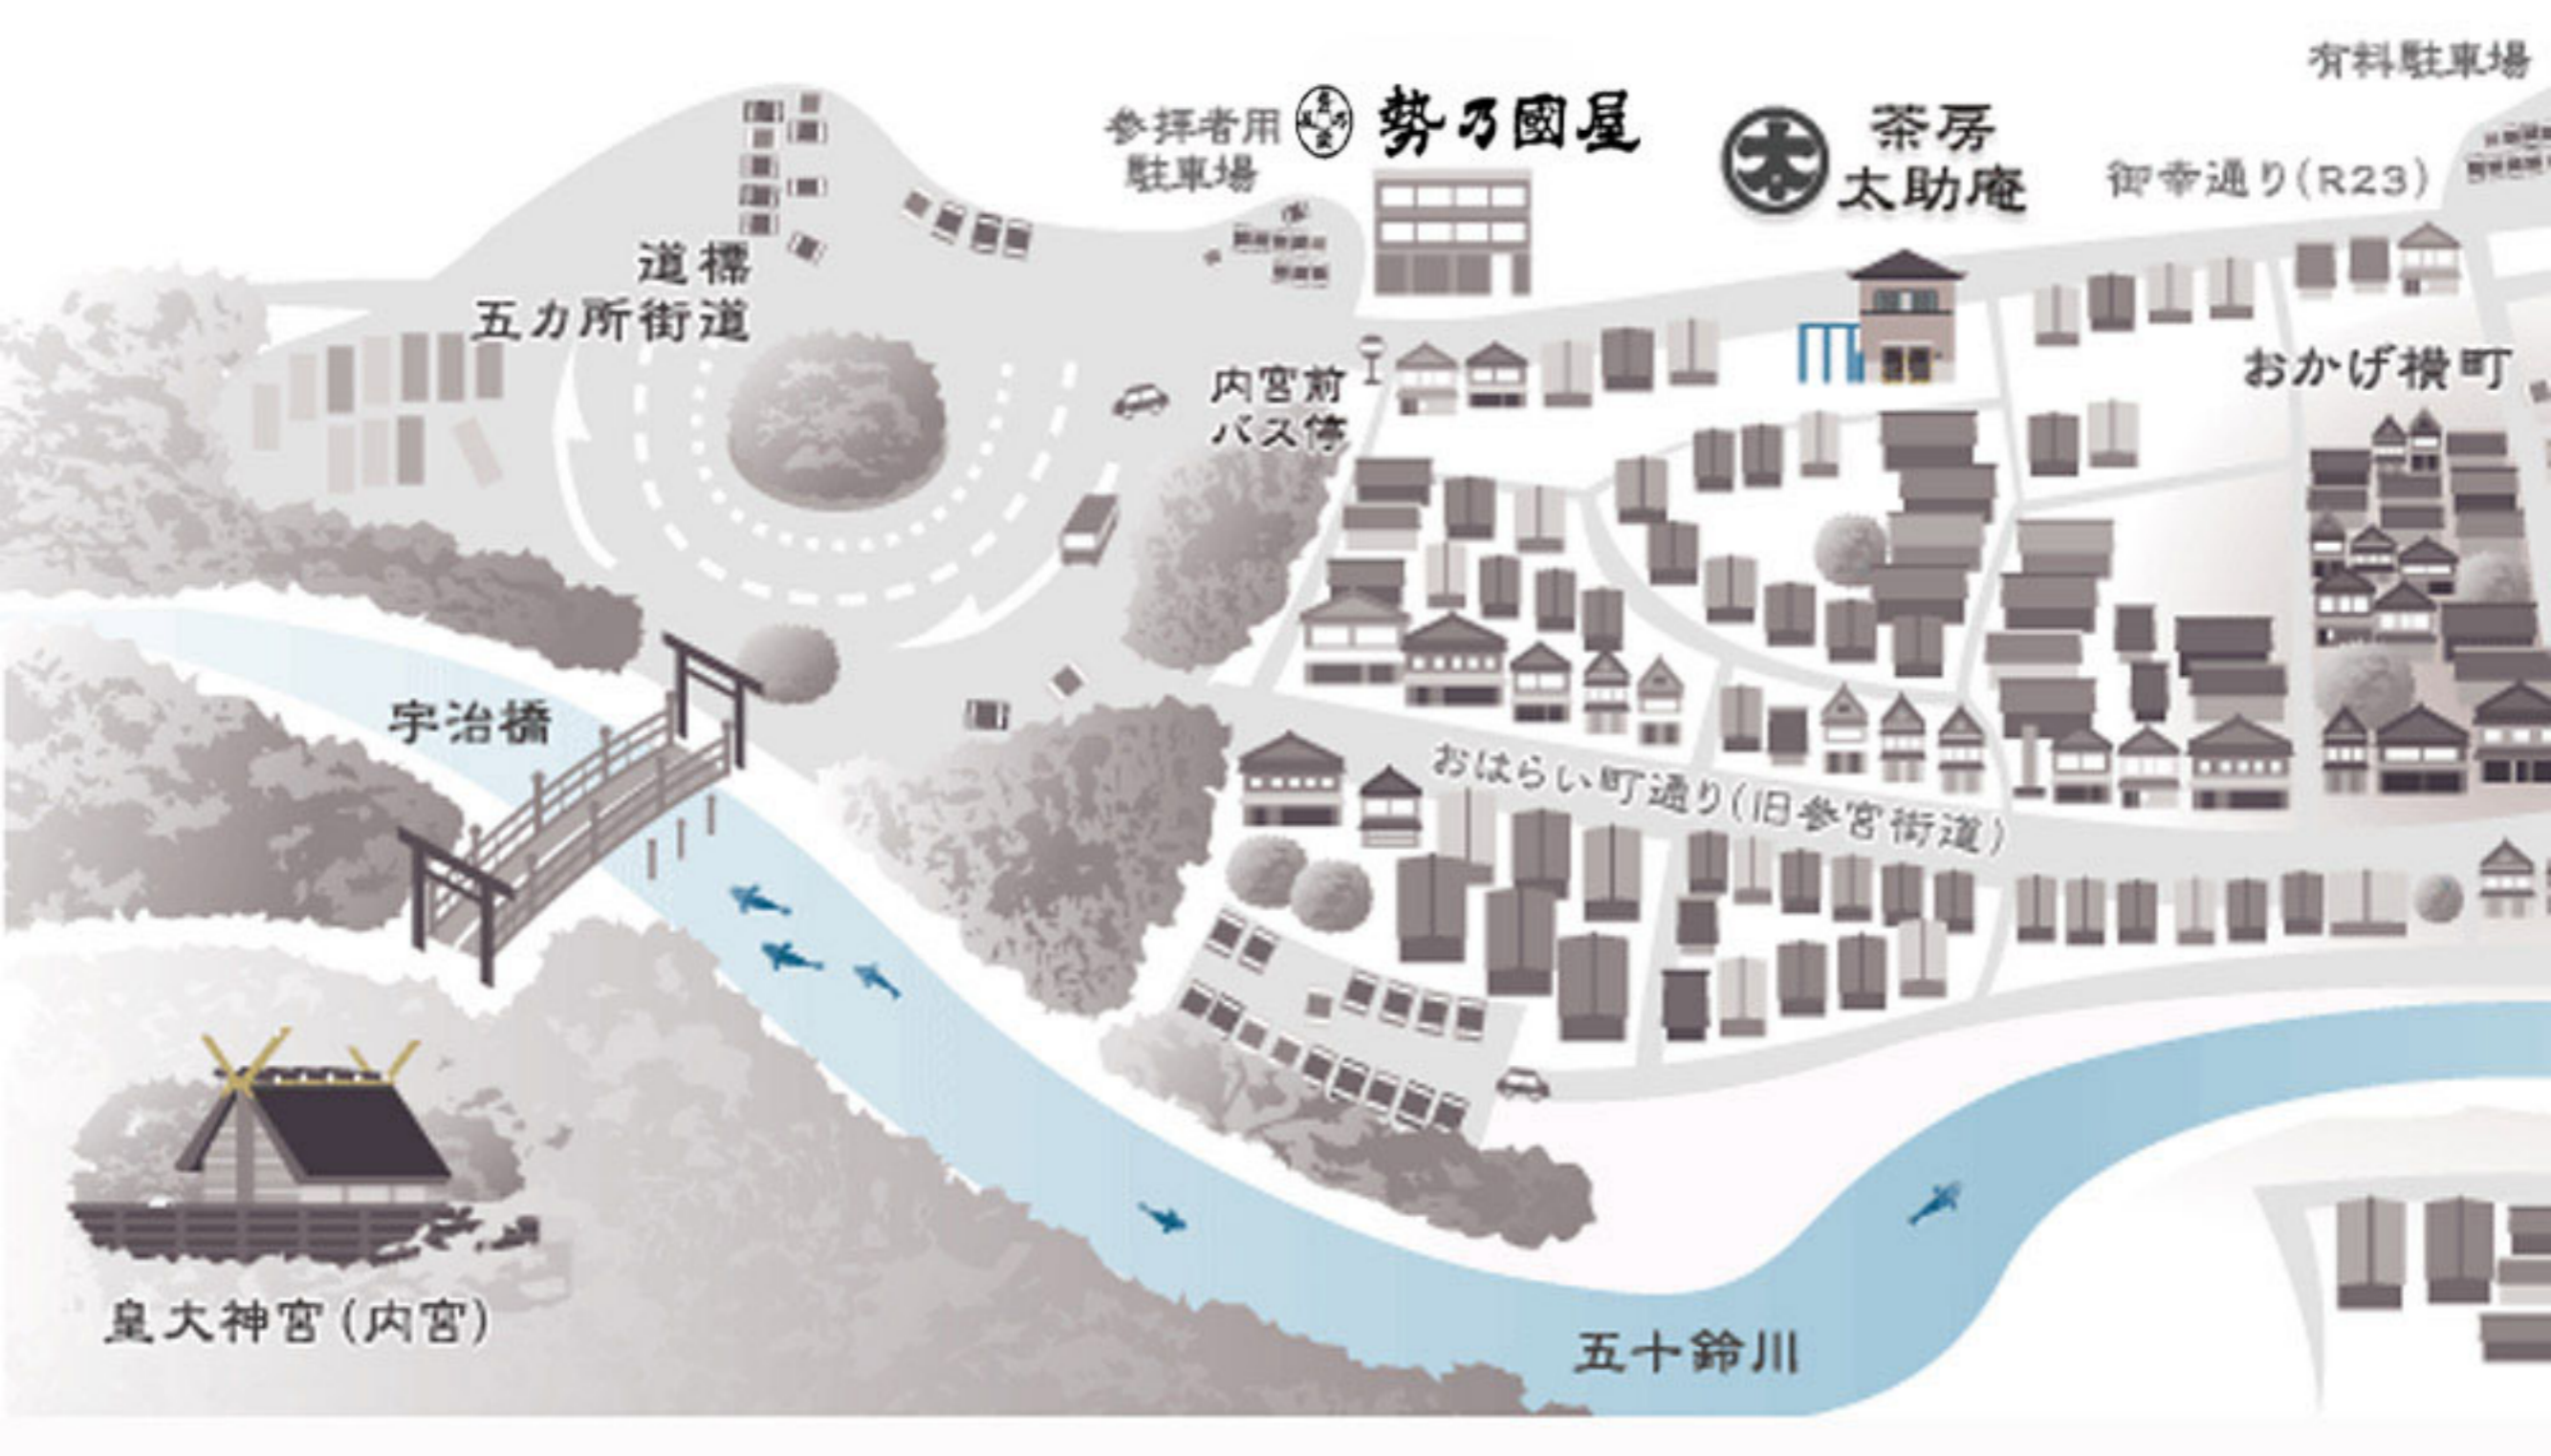 有料駐車場
参拝者用
駐車場
勢乃國屋
茶房
太助庵
御幸通り(R23)
道標
五カ所街道
内宮前
バス停
おかげ横町
宇治橋
おはらい町通り(旧参宮街道)
皇大神宮(内宮)
五十鈴川